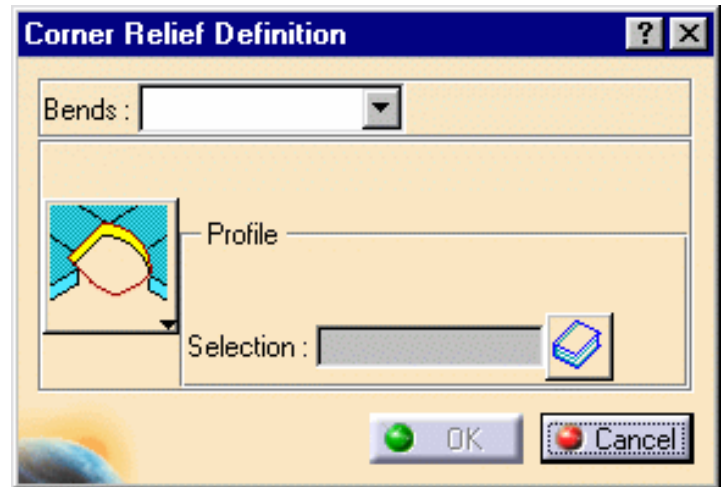 Corner Relief Definition
Bends :
Profile
Selection :
OK
Cancel